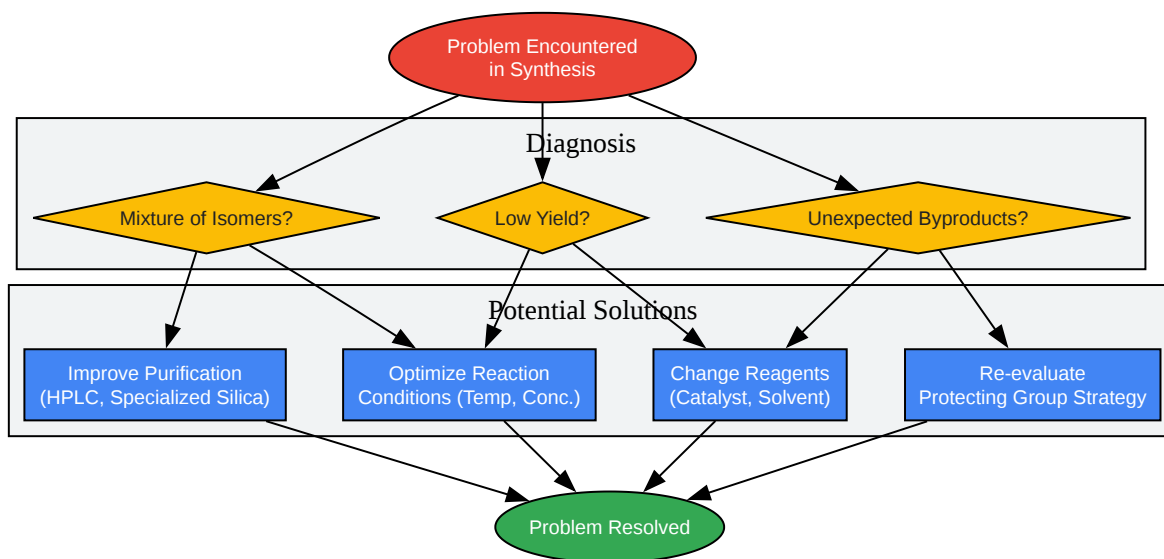 Problem Encountered
in Synthesis
Diagnosis
Mixture of Isomers?
Low Yield?
Unexpected Byproducts?
Potential Solutions
Improve Purification
(HPLC, Specialized Silica)
Optimize Reaction
Conditions (Temp, Conc.)
Change Reagents
(Catalyst, Solvent)
Re-evaluate
Protecting Group Strategy
Problem Resolved